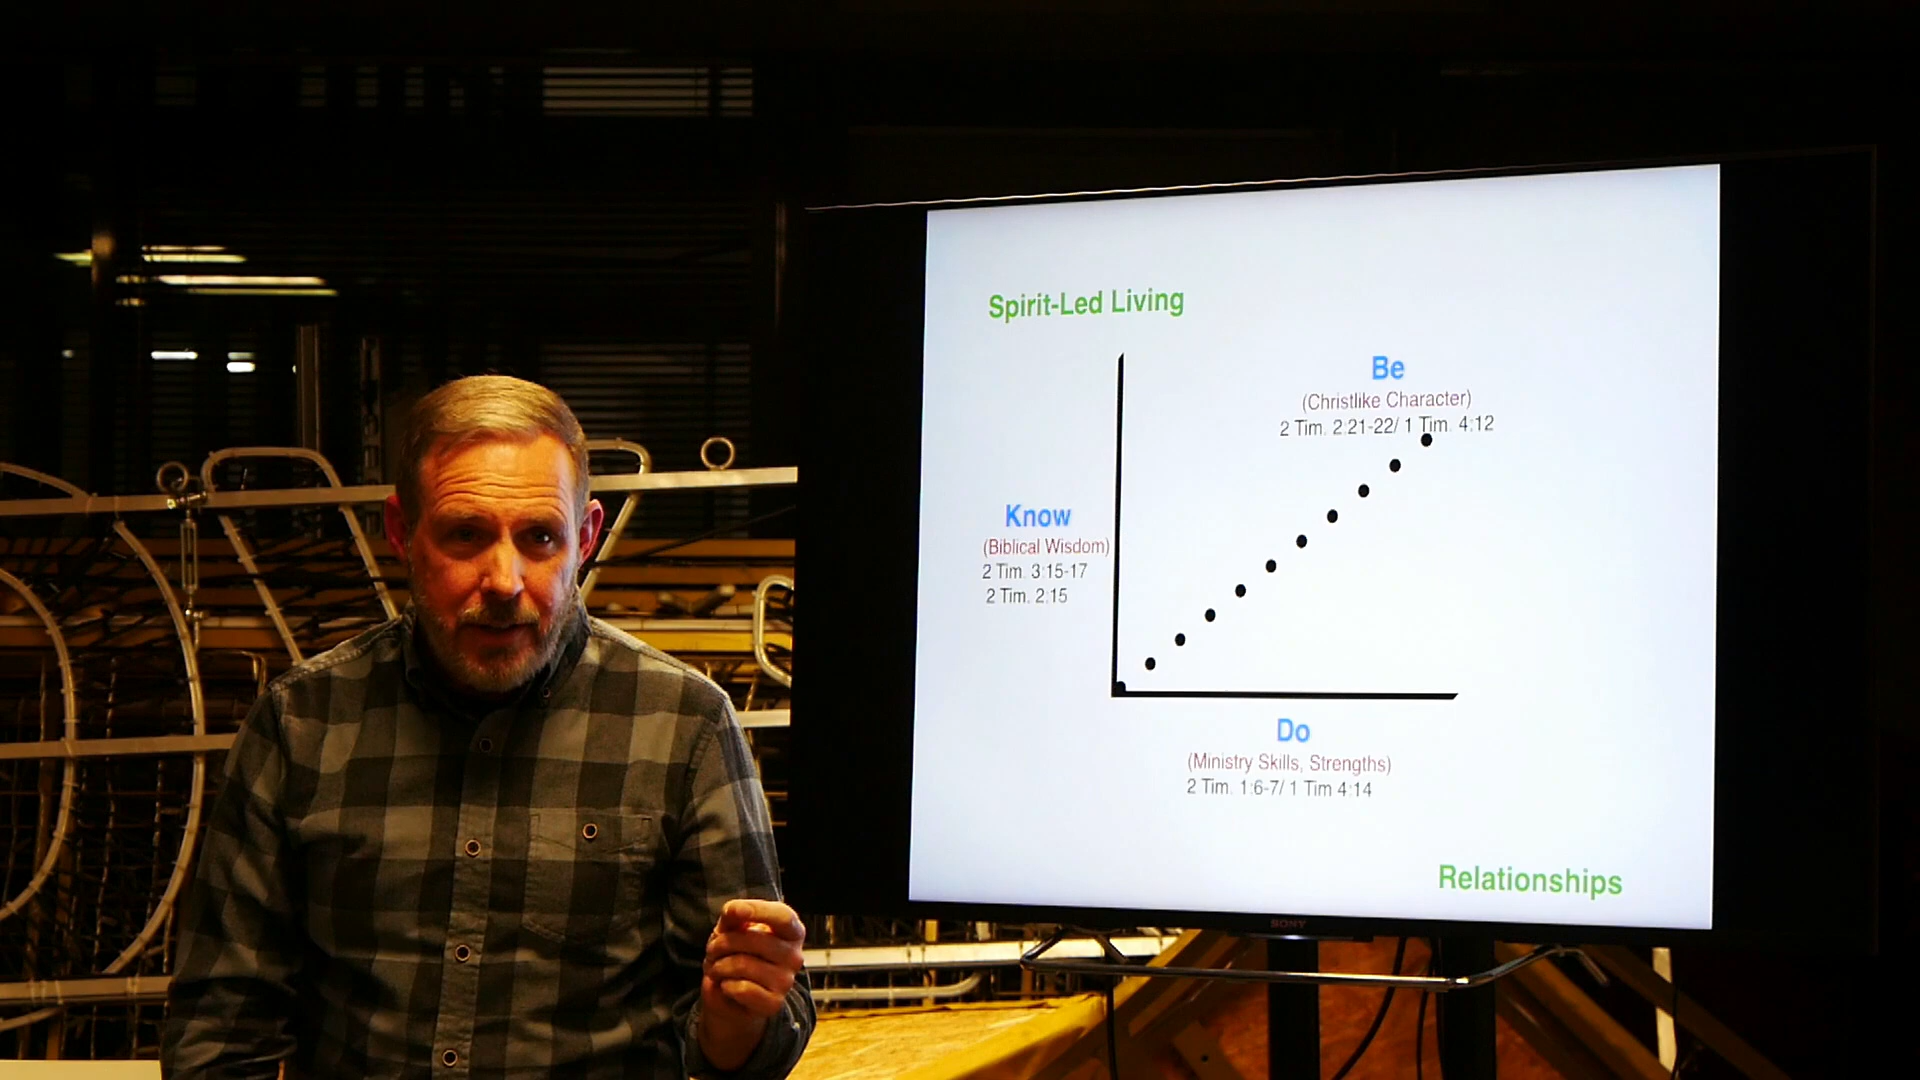 Spirit-Led Living
Be
(Christlike Character)
2 Tim. 2:21-22/ 1 Tim. 4:12
Know
(Biblical Wisdom)
2 Tim. 3:15-17
2 Tim. 2:15
Do
(Ministry Skills, Strengths)
2 Tim. 1:6-7/ 1 Tim 4:14
Relationships
SONY